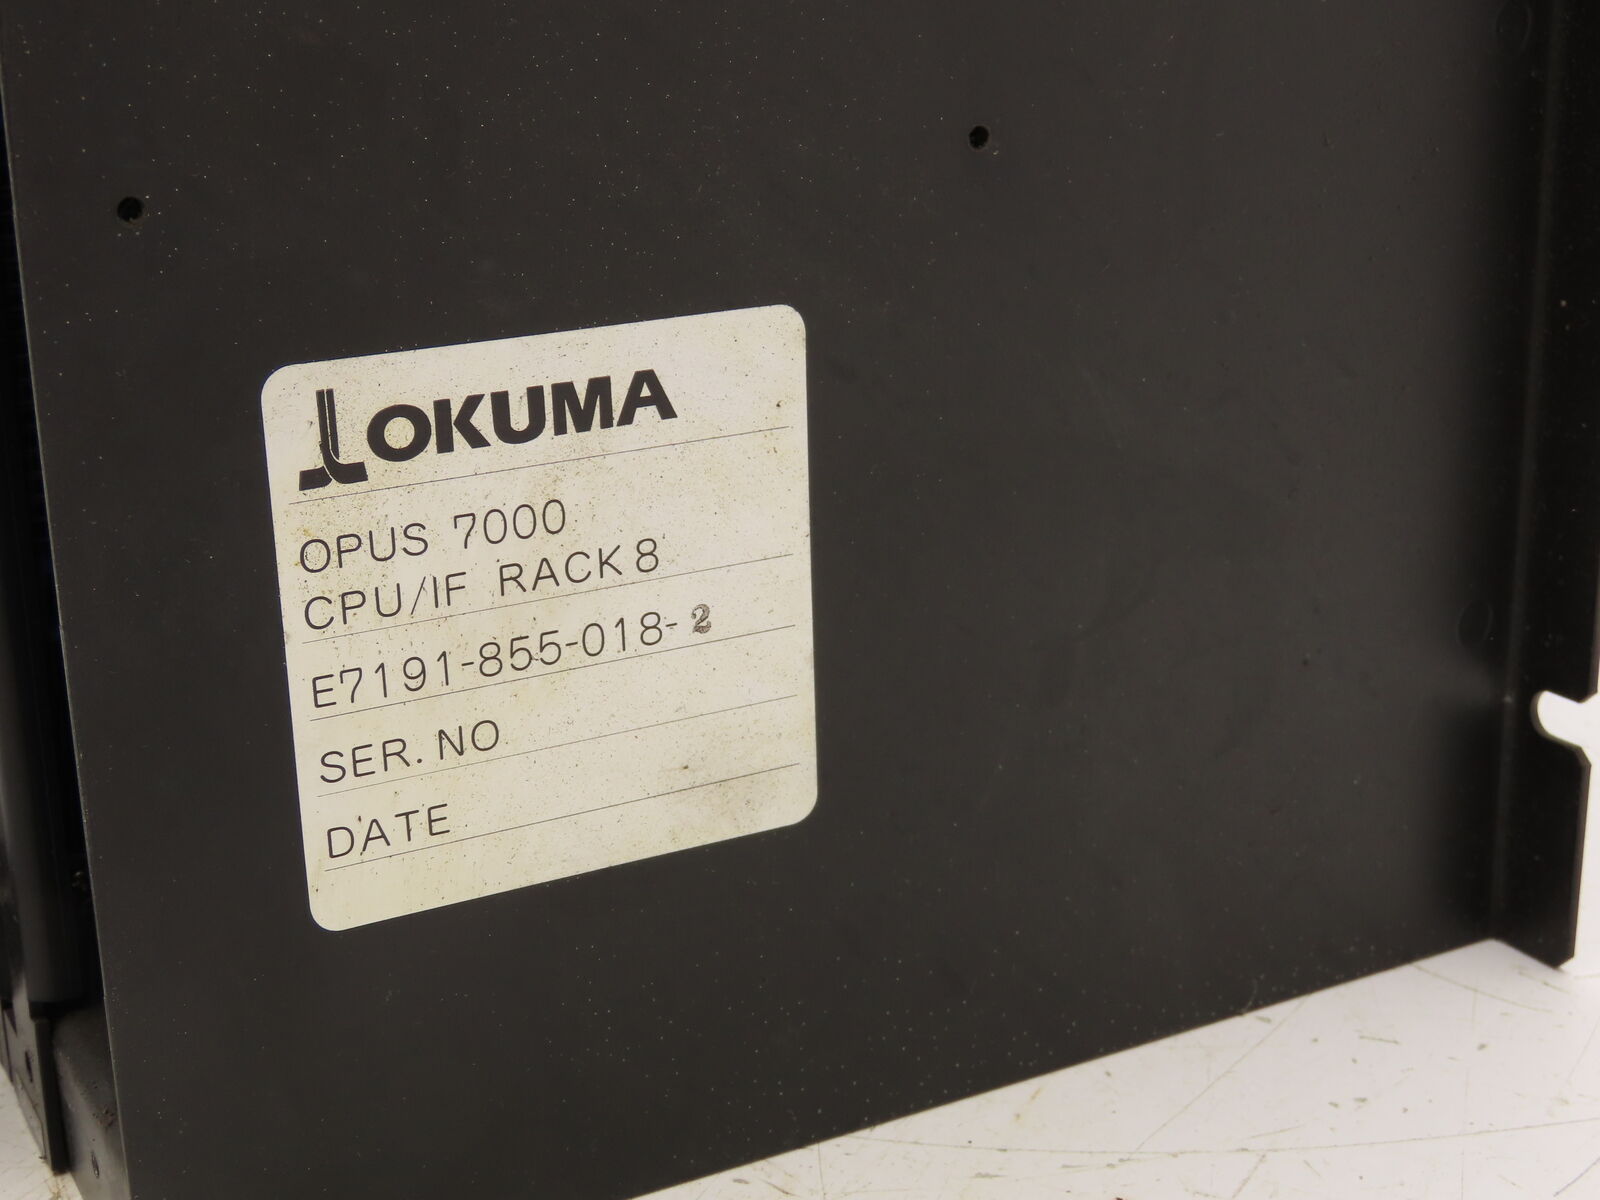 OKUMA
OPUS 7000
CPU/IF RACK 8
E7191-855-018-2
SER. NO
DATE